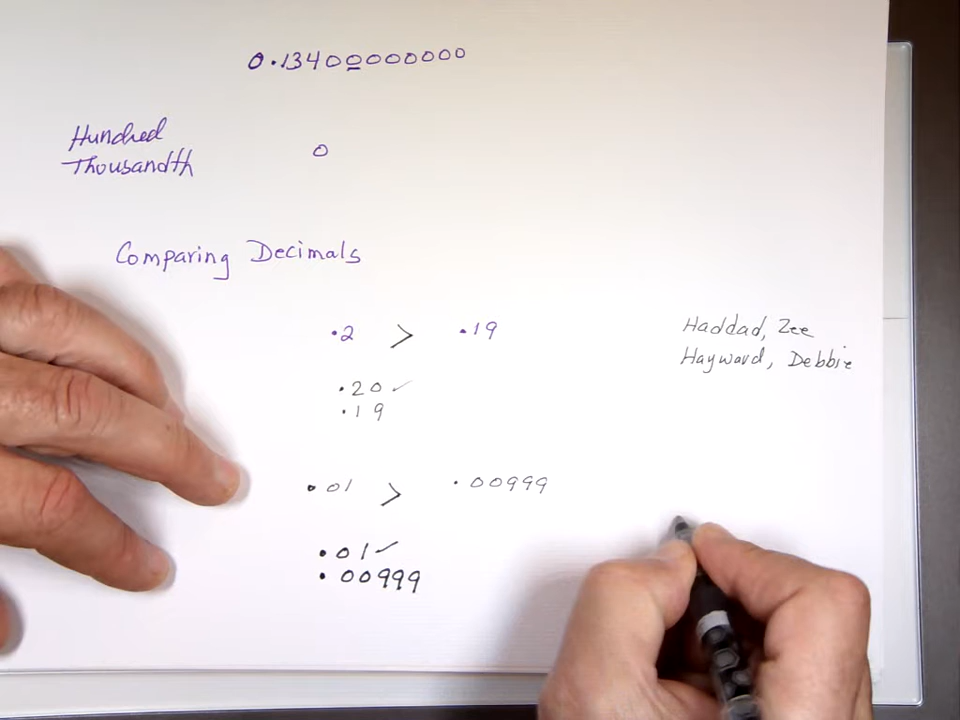 0.13400000000
Hundred
Thousandth
0
Comparing Decimals
.2 > .19
Haddad, Zee
Hayward, Debbie
.20 ✓
.19
.01 > .00999
.01 ✓
.00999